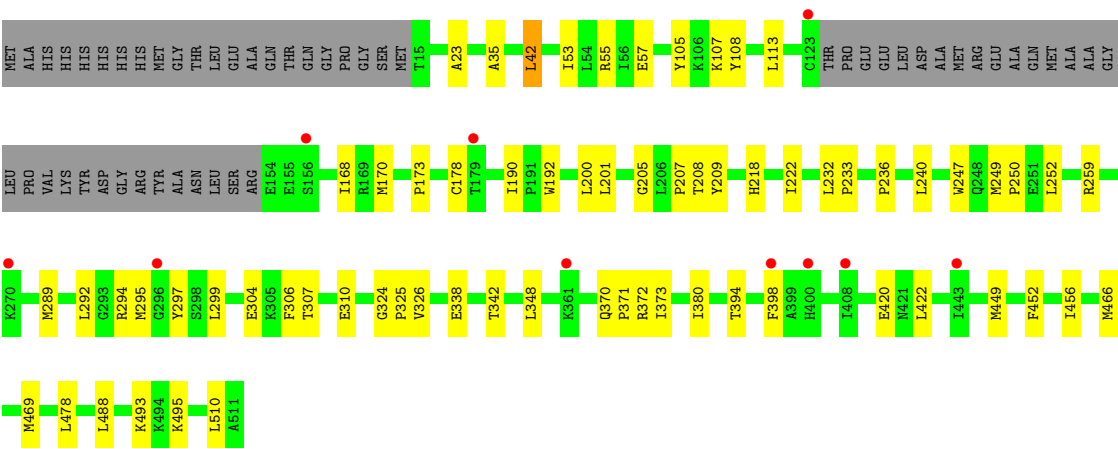 MET ALA HIS HIS HIS HIS HIS HIS MET GLY THR LEU GLU ALA GLN THR GLN GLY PRO GLY SER MET T15 A23 A35 L42 I53 L54 R55 I56 E57 Y105 K106 K107 Y108 L113 C123 THR PRO GLU GLU LEU ASP ALA MET ARG GLU ALA GLN MET ALA ALA GLY
LEU PRO VAL LYS TYR ASP GLY ARG TYR ALA ASN LEU SER ARG E154 E155 S156 I168 R169 M170 P173 C178 T179 I190 P191 W192 L200 L201 G205 L206 P207 T208 Y209 H218 I222 L232 P233 P236 L240 W247 Q248 M249 P250 E251 L252 R259
K270 M289 L292 G293 R294 M295 G296 Y297 S298 L299 E304 K305 F306 T307 E310 G324 P325 V326 E338 T342 L348 K361 Q370 P371 R372 I373 I380 T394 F398 A399 H400 I408 E420 N421 L422 I443 M449 F452 I456 M466
M469 L478 L488 K493 K494 K495 L510 A511